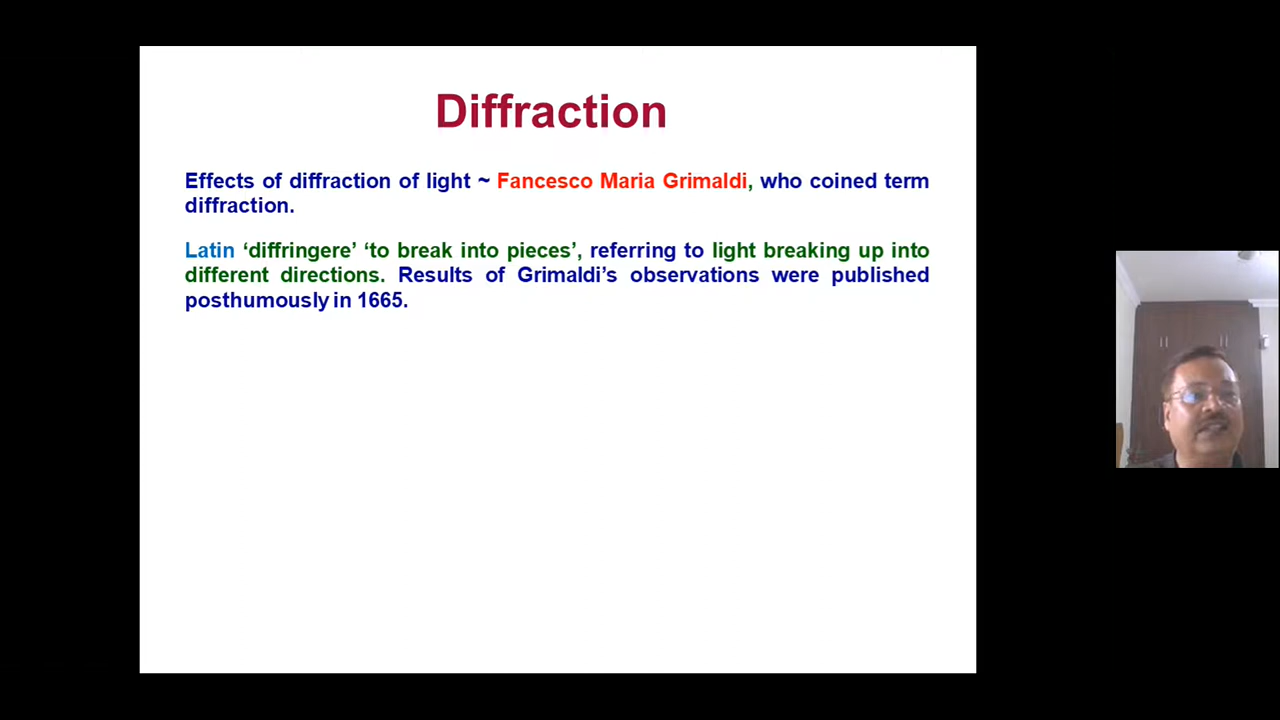 Diffraction
Effects of diffraction of light ~ Fancesco Maria Grimaldi, who coined term
diffraction.
Latin ‘diffringere’ ‘to break into pieces’, referring to light breaking up into
different directions. Results of Grimaldi’s observations were published
posthumously in 1665.